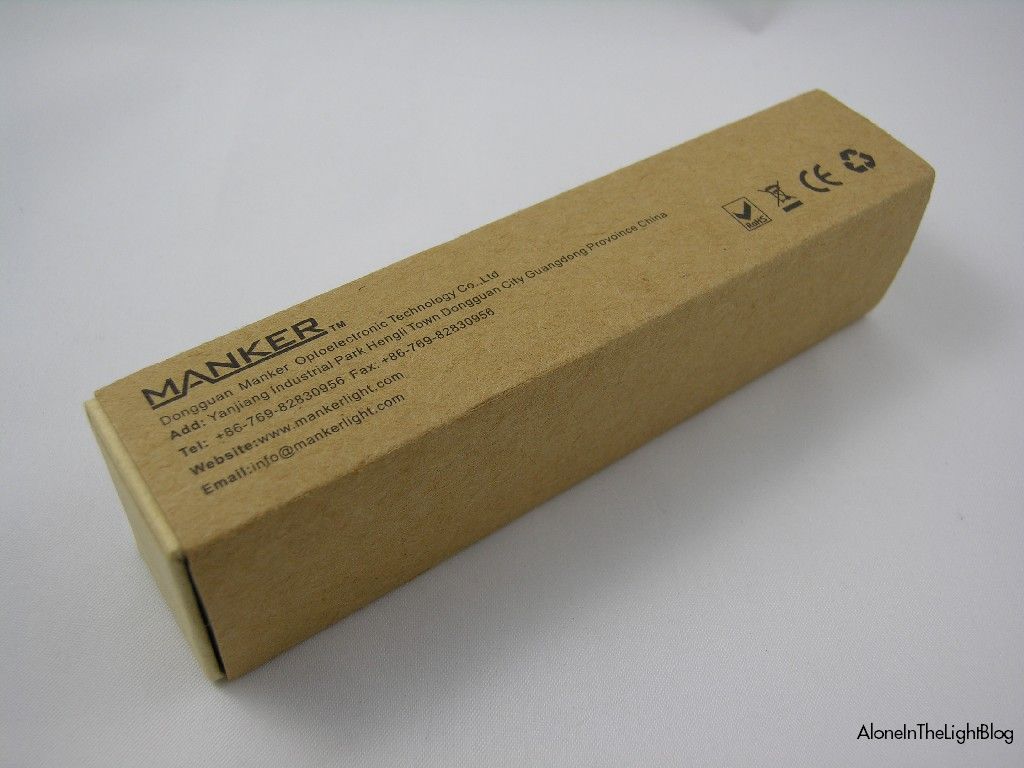 MANKER™
Dongguan Manker Optoelectronic Technology Co.,Ltd
Add: Yanjiang Industrial Park Hengli Town Dongguan City Guangdong Provoince China
Tel: +86-769-82830956 Fax: +86-769-82830956
Website:www.mankerlight.com
Email:info@mankerlight.com
RoHS CE
AloneInTheLightBlog